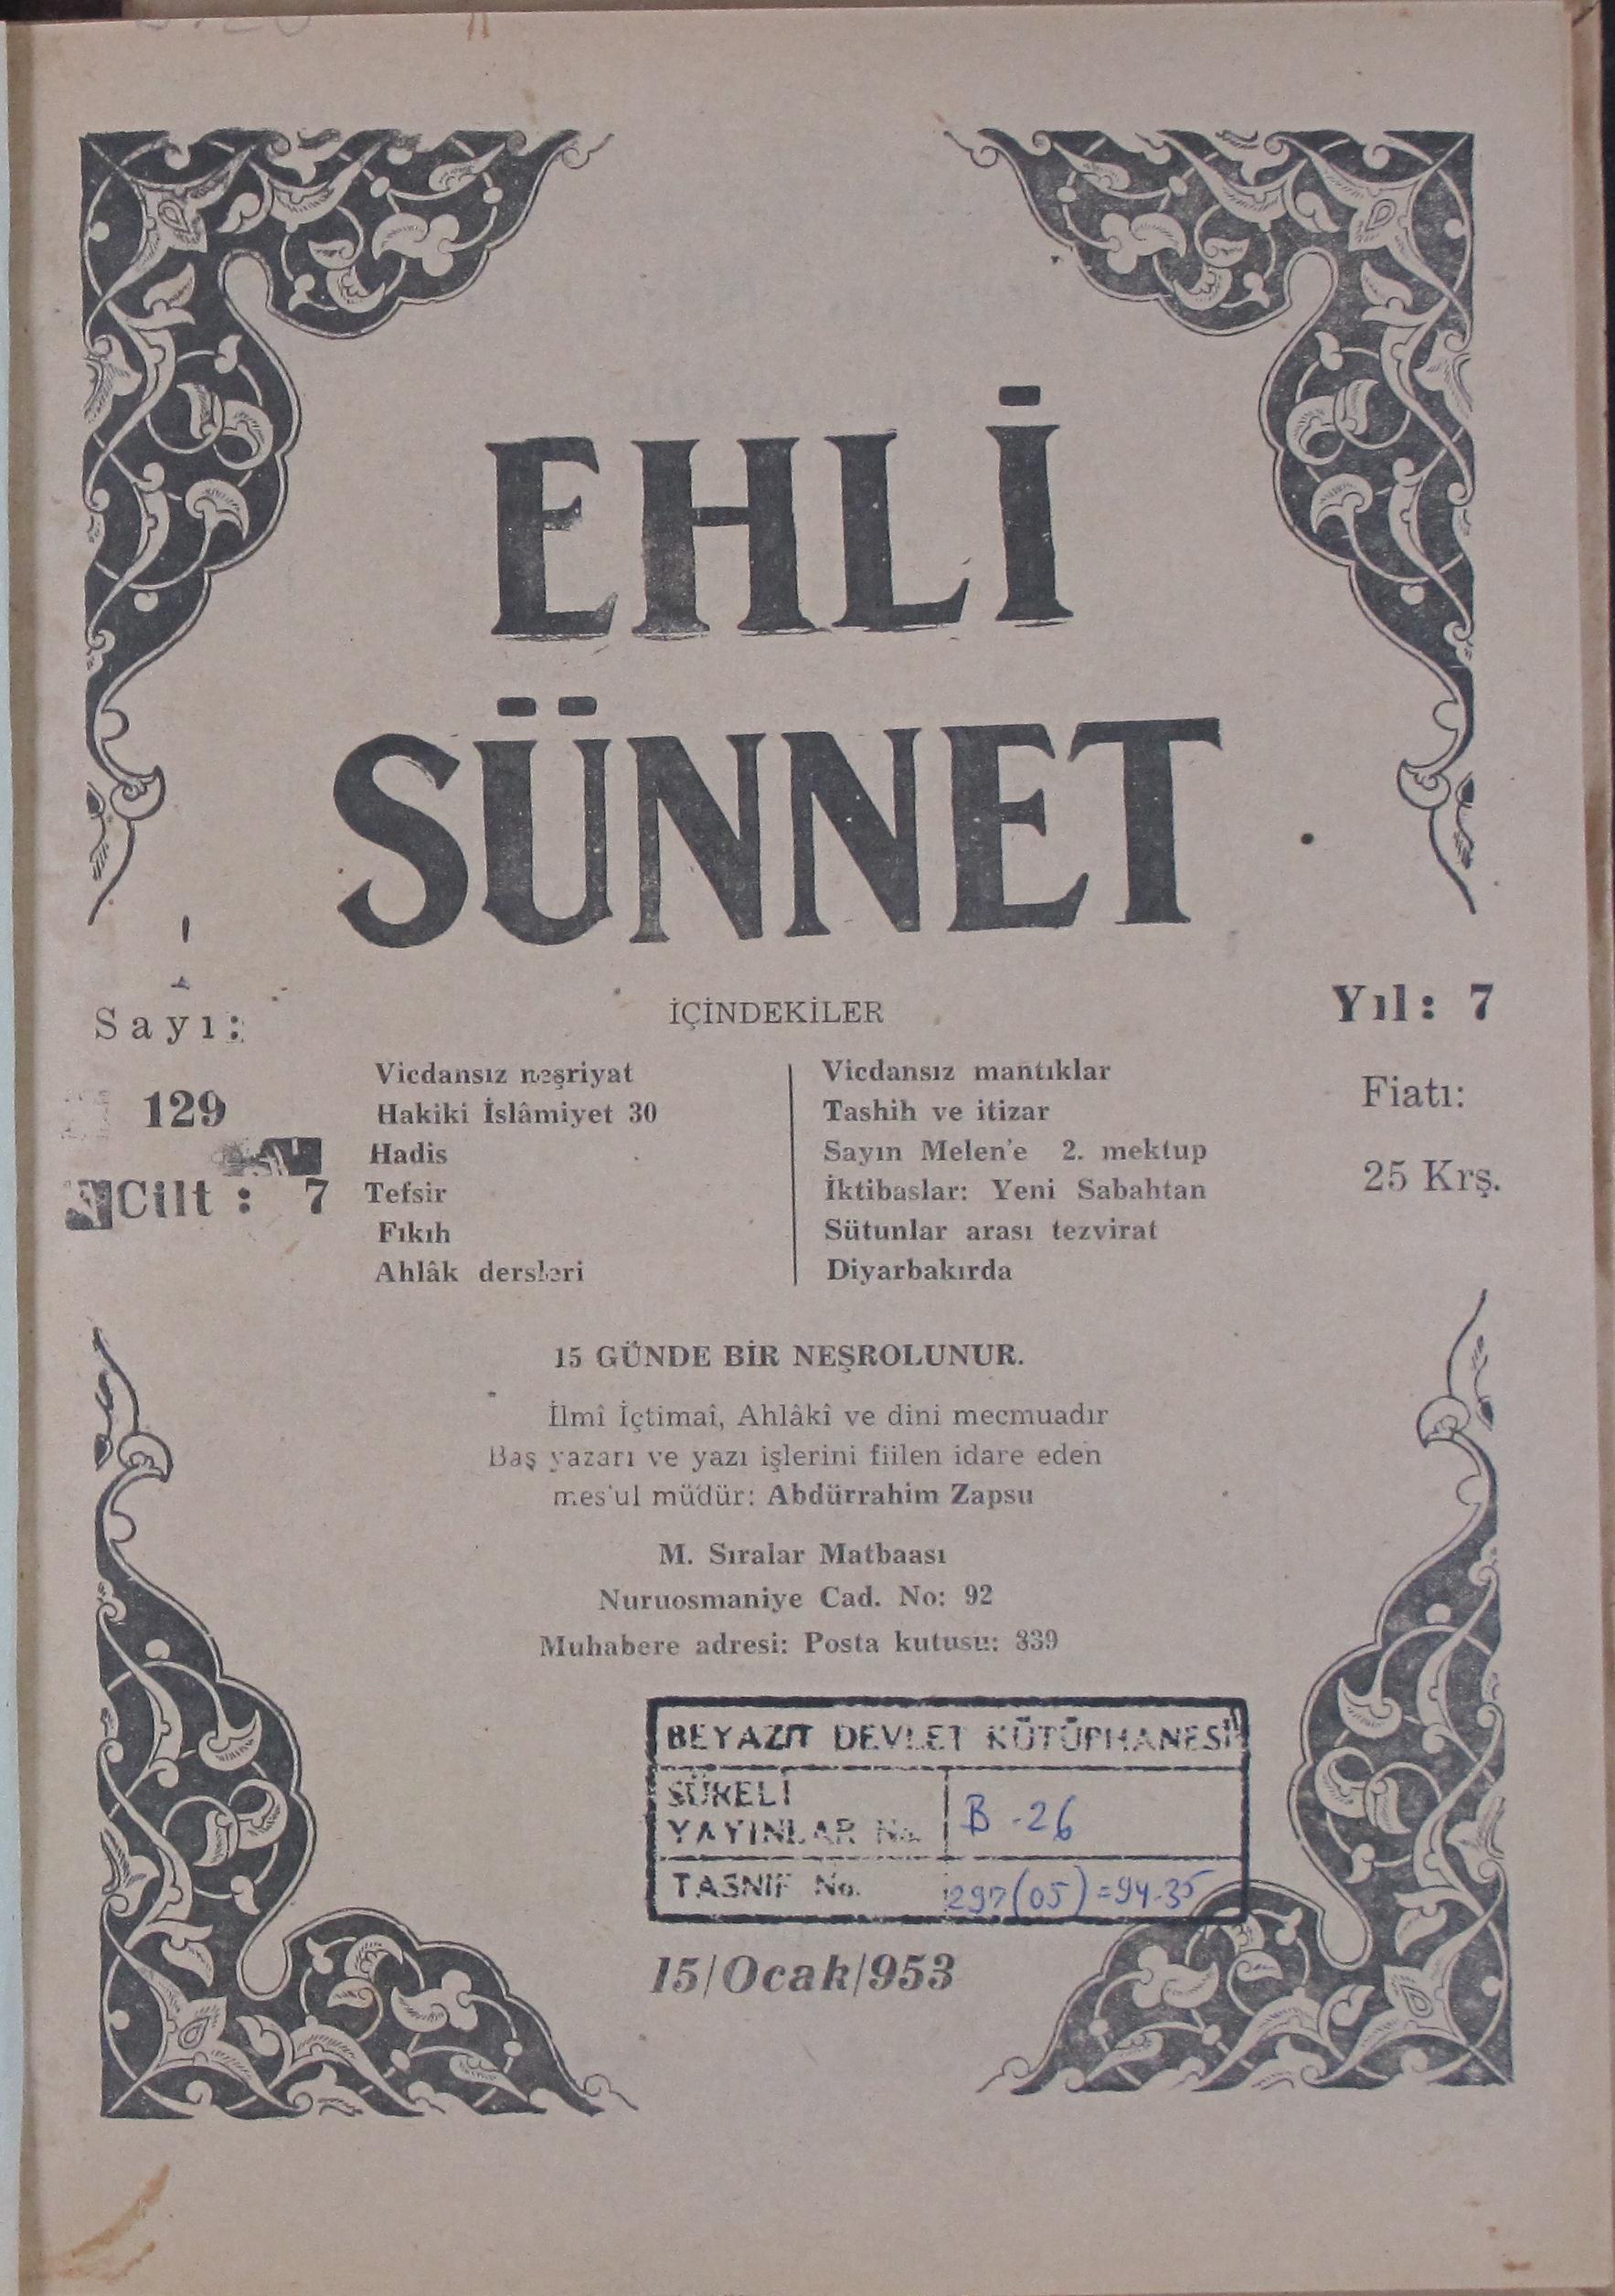 EHLİ
SÜNNET
Sayı:
129
Cilt : 7
İÇİNDEKİLER
Vicdansız neşriyat
Hakiki İslâmiyet 30
Hadis
Tefsir
Fıkıh
Ahlâk dersleri
Vicdansız mantıklar
Tashih ve itizar
Sayın Melen'e 2. mektup
İktibaslar: Yeni Sabahtan
Sütunlar arası tezvirat
Diyarbakırda
Yıl: 7
Fiatı:
25 Krş.
15 GÜNDE BİR NEŞROLUNUR.
İlmî İçtimaî, Ahlâkî ve dini mecmuadır
Baş yazarı ve yazı işlerini fiilen idare eden
mes'ul müdür: Abdürrahim Zapsu
M. Sıralar Matbaası
Nuruosmaniye Cad. No: 92
Muhabere adresi: Posta kutusu: 839
BEYAZIT DEVLET KÜTÜPHANESİ
SÜRELİ
YAYINLAR No. B-26
TASNIF No. 297(05)=94.35
15/Ocak/953